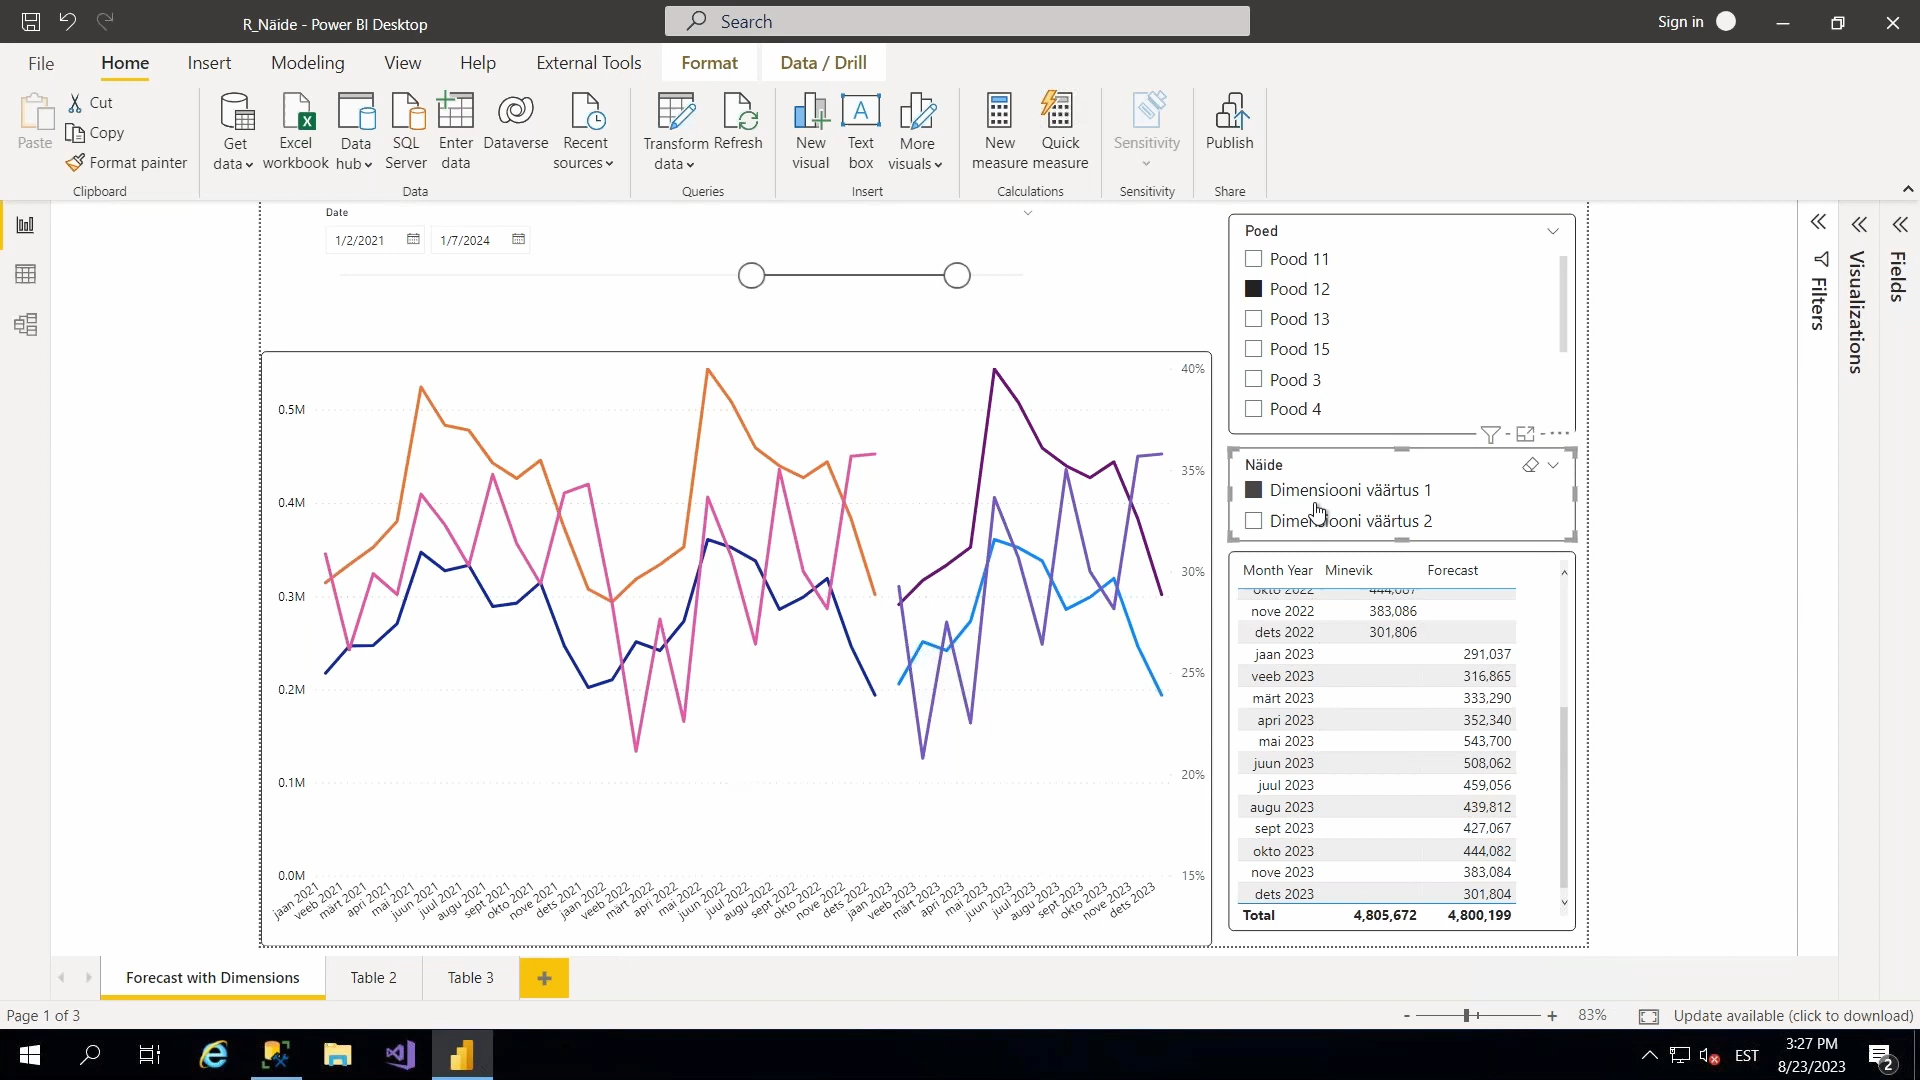 R_Näide - Power BI Desktop
Search
Sign in
File
Home
Insert
Modeling
View
Help
External Tools
Format
Data / Drill
Paste
Cut
Copy
Format painter
Clipboard
Get data
Excel workbook
Data hub
SQL Server
Enter data
Dataverse
Recent sources
Data
Transform data
Refresh
Queries
New visual
Text box
More visuals
Insert
New measure
Quick measure
Calculations
Sensitivity
Sensitivity
Publish
Share
Date
1/2/2021
1/7/2024
Poed
Pood 11
Pood 12
Pood 13
Pood 15
Pood 3
Pood 4
Näide
Dimensiooni väärtus 1
Dimensiooni väärtus 2
Filters
Visualizations
Fields
0.5M
0.4M
0.3M
0.2M
0.1M
0.0M
40%
35%
30%
25%
20%
15%
jaan 2021
veeb 2021
märt 2021
apri 2021
mai 2021
juun 2021
juul 2021
augu 2021
sept 2021
okto 2021
nove 2021
dets 2021
jaan 2022
veeb 2022
märt 2022
apri 2022
mai 2022
juun 2022
juul 2022
augu 2022
sept 2022
okto 2022
nove 2022
dets 2022
jaan 2023
veeb 2023
märt 2023
apri 2023
mai 2023
juun 2023
juul 2023
augu 2023
sept 2023
okto 2023
nove 2023
dets 2023
Month Year Minevik Forecast
okto 2022 444,087
nove 2022 383,086
dets 2022 301,806
jaan 2023 291,037
veeb 2023 316,865
märt 2023 333,290
apri 2023 352,340
mai 2023 543,700
juun 2023 508,062
juul 2023 459,056
augu 2023 439,812
sept 2023 427,067
okto 2023 444,082
nove 2023 383,084
dets 2023 301,804
Total 4,805,672 4,800,199
Forecast with Dimensions
Table 2
Table 3
Page 1 of 3
83%
Update available (click to download)
EST
3:27 PM
8/23/2023
2